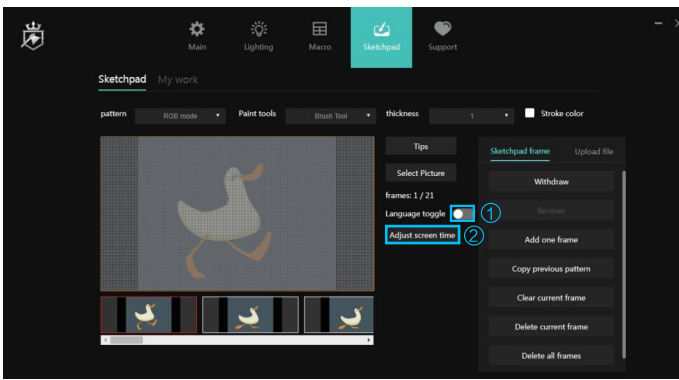 Main
Lighting
Macro
Sketchpad
Support
Sketchpad
My work
pattern
RGB mode
Paint tools
Brush Tool
thickness
1
Stroke color
Tips
Select Picture
frames: 1 / 21
Language toggle
①
Adjust screen time
②
Sketchpad frame
Upload file
Withdraw
Recover
Add one frame
Copy previous pattern
Clear current frame
Delete current frame
Delete all frames